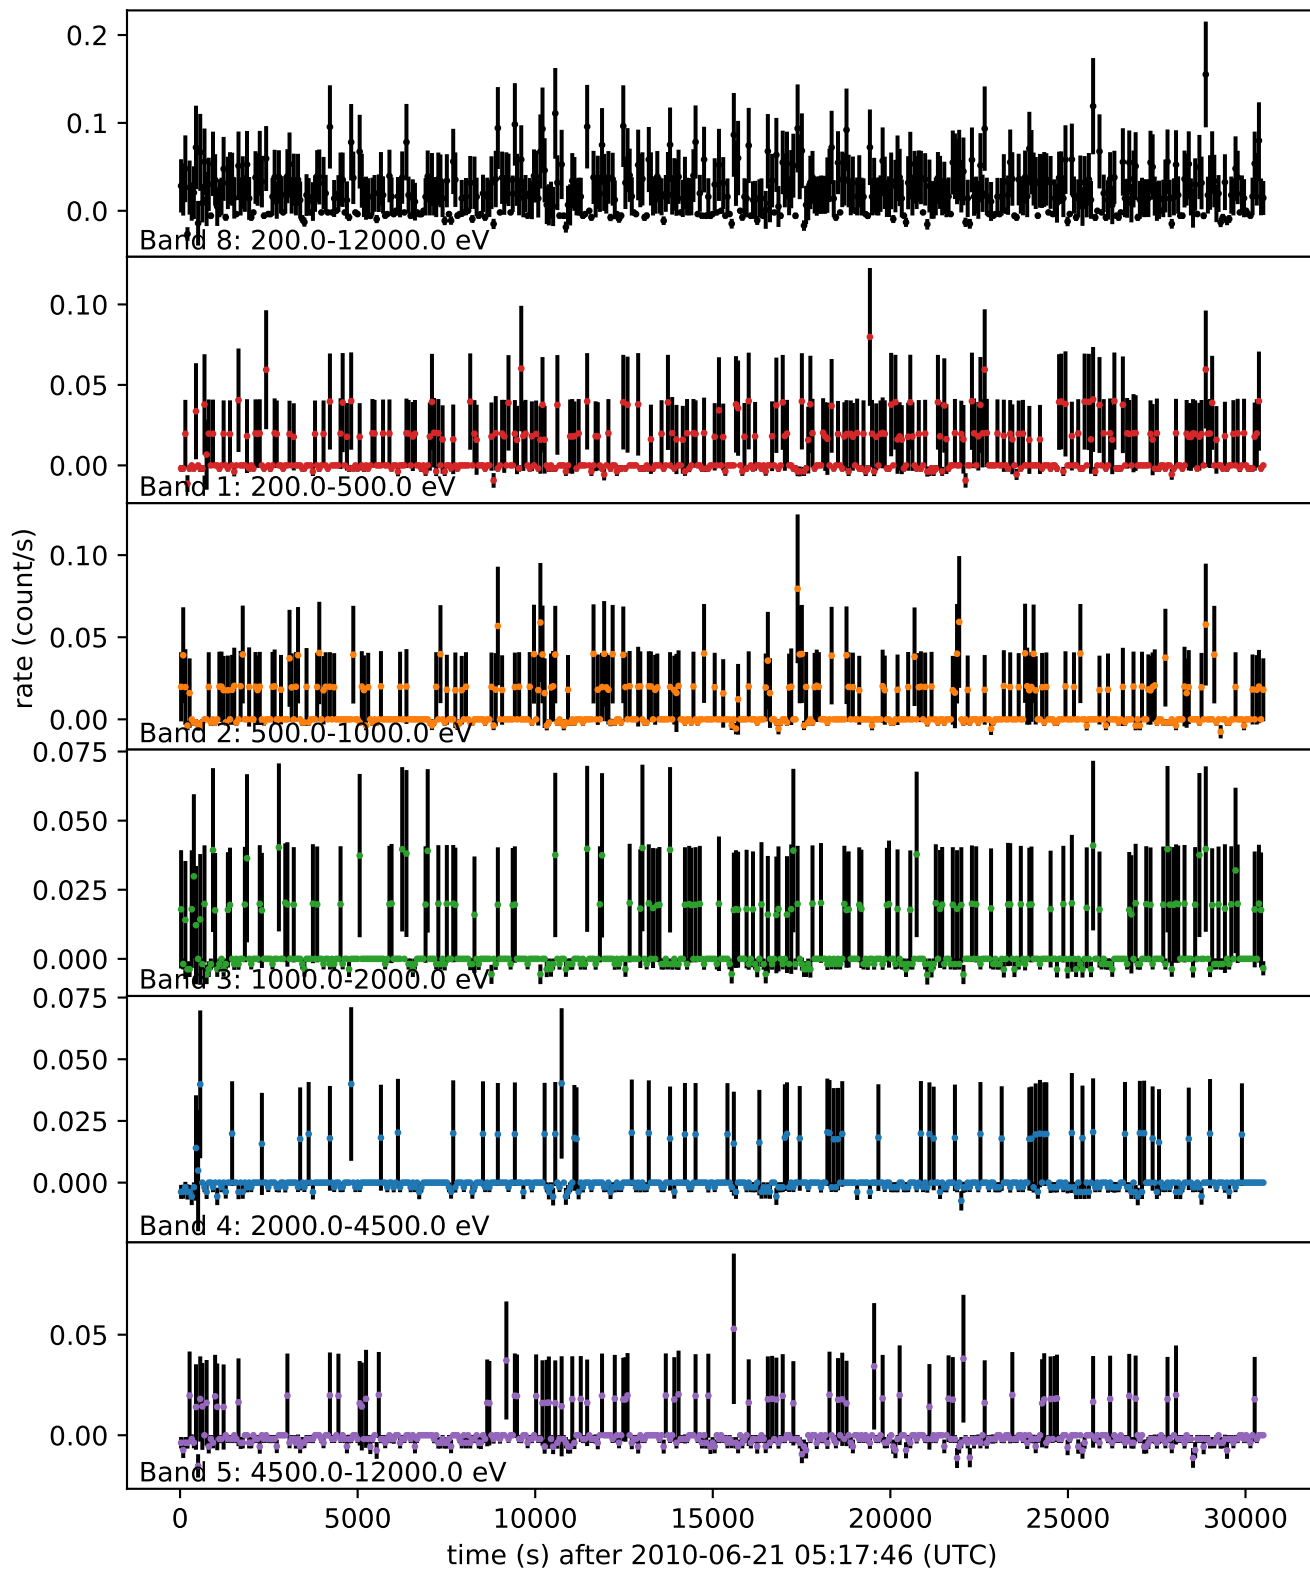 0.2
0.1
0.0
Band 8: 200.0-12000.0 eV
0.10
0.05
0.00
Band 1: 200.0-500.0 eV
rate (count/s)
0.10
0.05
0.00
Band 2: 500.0-1000.0 eV
0.075
0.050
0.025
0.000
Band 3: 1000.0-2000.0 eV
0.075
0.050
0.025
0.000
Band 4: 2000.0-4500.0 eV
0.05
0.00
Band 5: 4500.0-12000.0 eV
0 5000 10000 15000 20000 25000 30000
time (s) after 2010-06-21 05:17:46 (UTC)